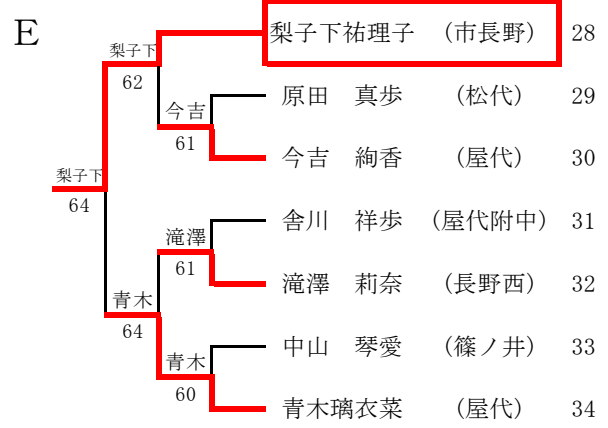 E
梨子下祐理子 (市長野) 28
梨子下
62
原田 真歩 (松代) 29
今吉
61
今吉 絢香 (屋代) 30
梨子下
64
舎川 祥歩 (屋代附中) 31
滝澤
61
滝澤 莉奈 (長野西) 32
青木
64
中山 琴愛 (篠ノ井) 33
青木
60
青木璃衣菜 (屋代) 34